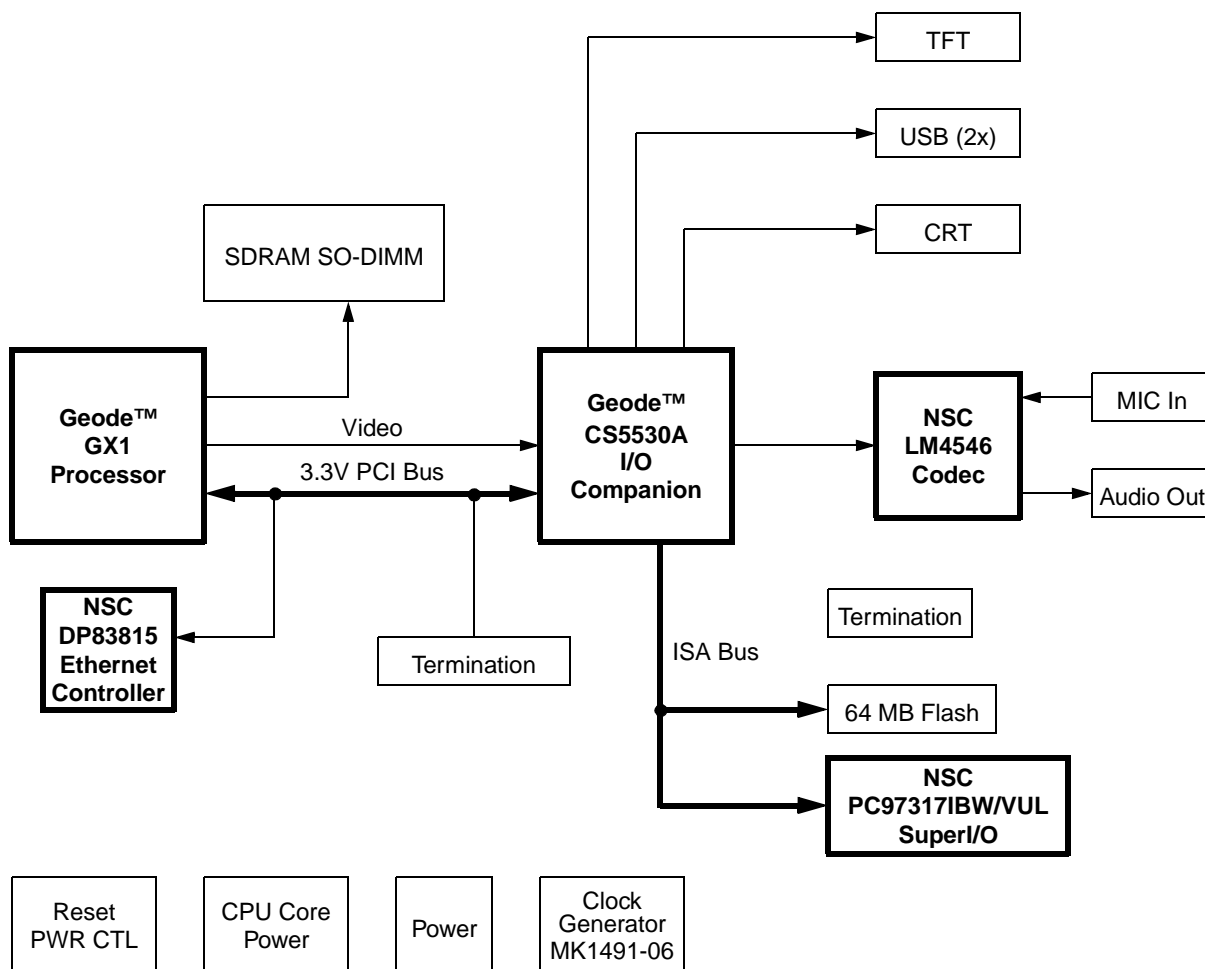 TFT
USB (2x)
CRT
SDRAM SO-DIMM
Geode™
GX1
Processor
Video
3.3V PCI Bus
Geode™
CS5530A
I/O
Companion
NSC
LM4546
Codec
MIC In
Audio Out
NSC
DP83815
Ethernet
Controller
Termination
ISA Bus
Termination
64 MB Flash
NSC
PC97317IBW/VUL
SuperI/O
Reset
PWR CTL
CPU Core
Power
Power
Clock
Generator
MK1491-06